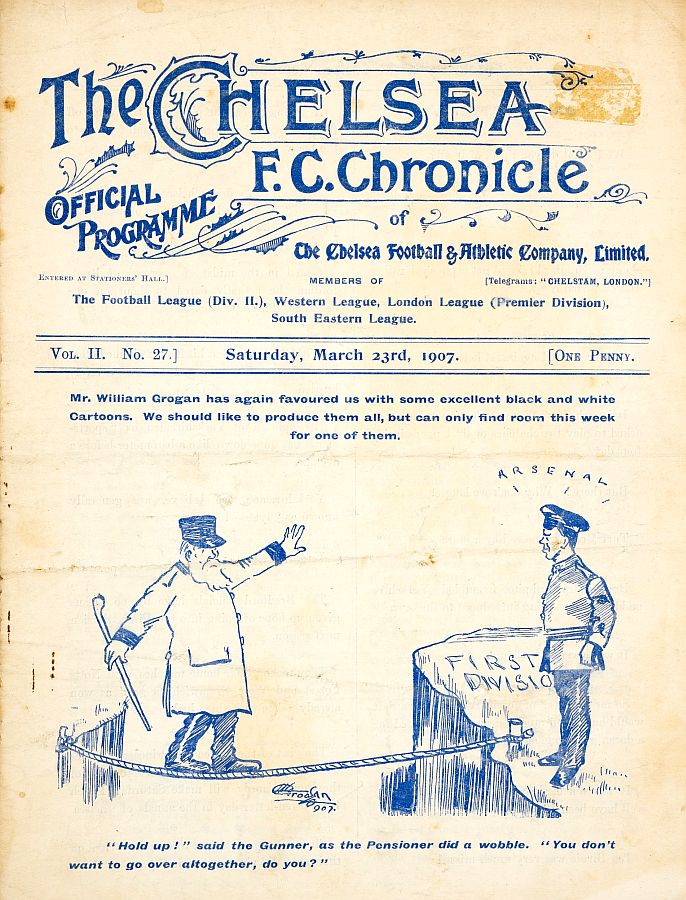 The CHELSEA
F.C. Chronicle
OFFICIAL
PROGRAMME
of
The Chelsea Football & Athletic Company, Limited.
ENTERED AT STATIONERS' HALL.]
MEMBERS OF
[Telegrams: "CHELSTAM, LONDON."]
The Football League (Div. II.), Western League, London League (Premier Division),
South Eastern League.
VOL. II. No. 27.]
Saturday, March 23rd, 1907.
[ONE PENNY.
Mr. William Grogan has again favoured us with some excellent black and white
Cartoons. We should like to produce them all, but can only find room this week
for one of them.
ARSENAL
FIRST
DIVISIO
GROGAN
1907.
"Hold up!" said the Gunner, as the Pensioner did a wobble. "You don't
want to go over altogether, do you?"